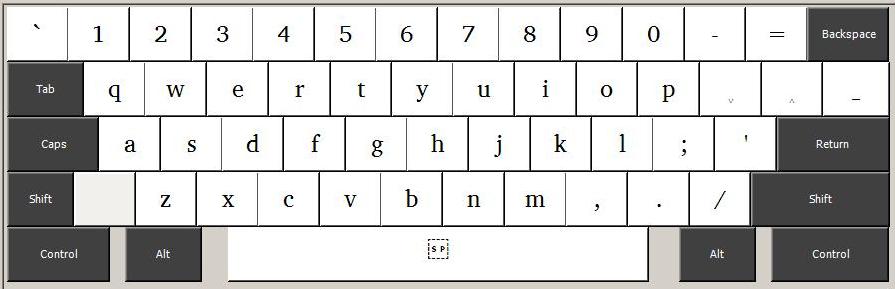 ` 1 2 3 4 5 6 7 8 9 0 - = Backspace
Tab q w e r t y u i o p ˬ ꞈ _
Caps a s d f g h j k l ; ' Return
Shift z x c v b n m , . / Shift
Control Alt SP Alt Control